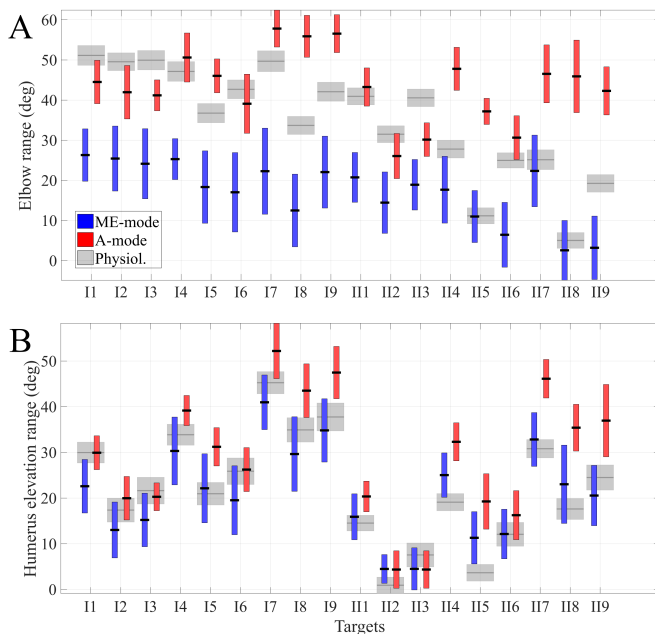 A
Elbow range (deg)
60
50
40
30
20
10
0
ME-mode
A-mode
Physiol.
I1 I2 I3 I4 I5 I6 I7 I8 I9 II1 II2 II3 II4 II5 II6 II7 II8 II9
B
Humerus elevation range (deg)
50
40
30
20
10
0
I1 I2 I3 I4 I5 I6 I7 I8 I9 II1 II2 II3 II4 II5 II6 II7 II8 II9
Targets